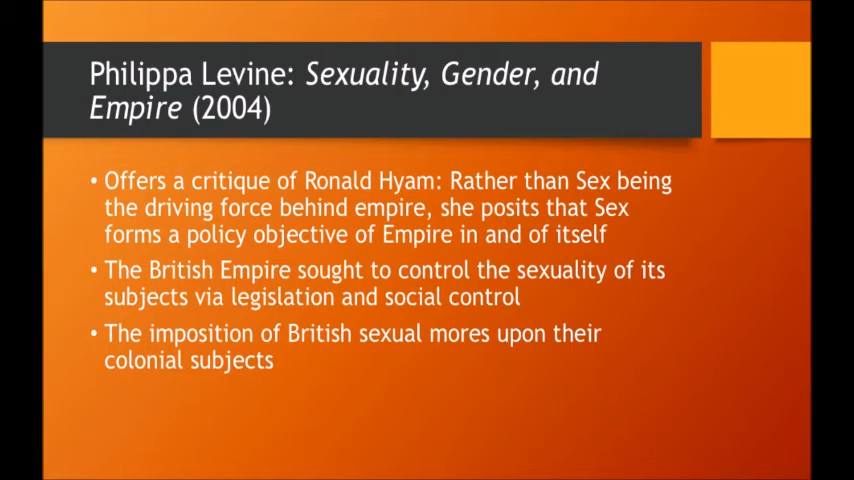 Philippa Levine: Sexuality, Gender, and
Empire (2004)
• Offers a critique of Ronald Hyam: Rather than Sex being
the driving force behind empire, she posits that Sex
forms a policy objective of Empire in and of itself
• The British Empire sought to control the sexuality of its
subjects via legislation and social control
• The imposition of British sexual mores upon their
colonial subjects